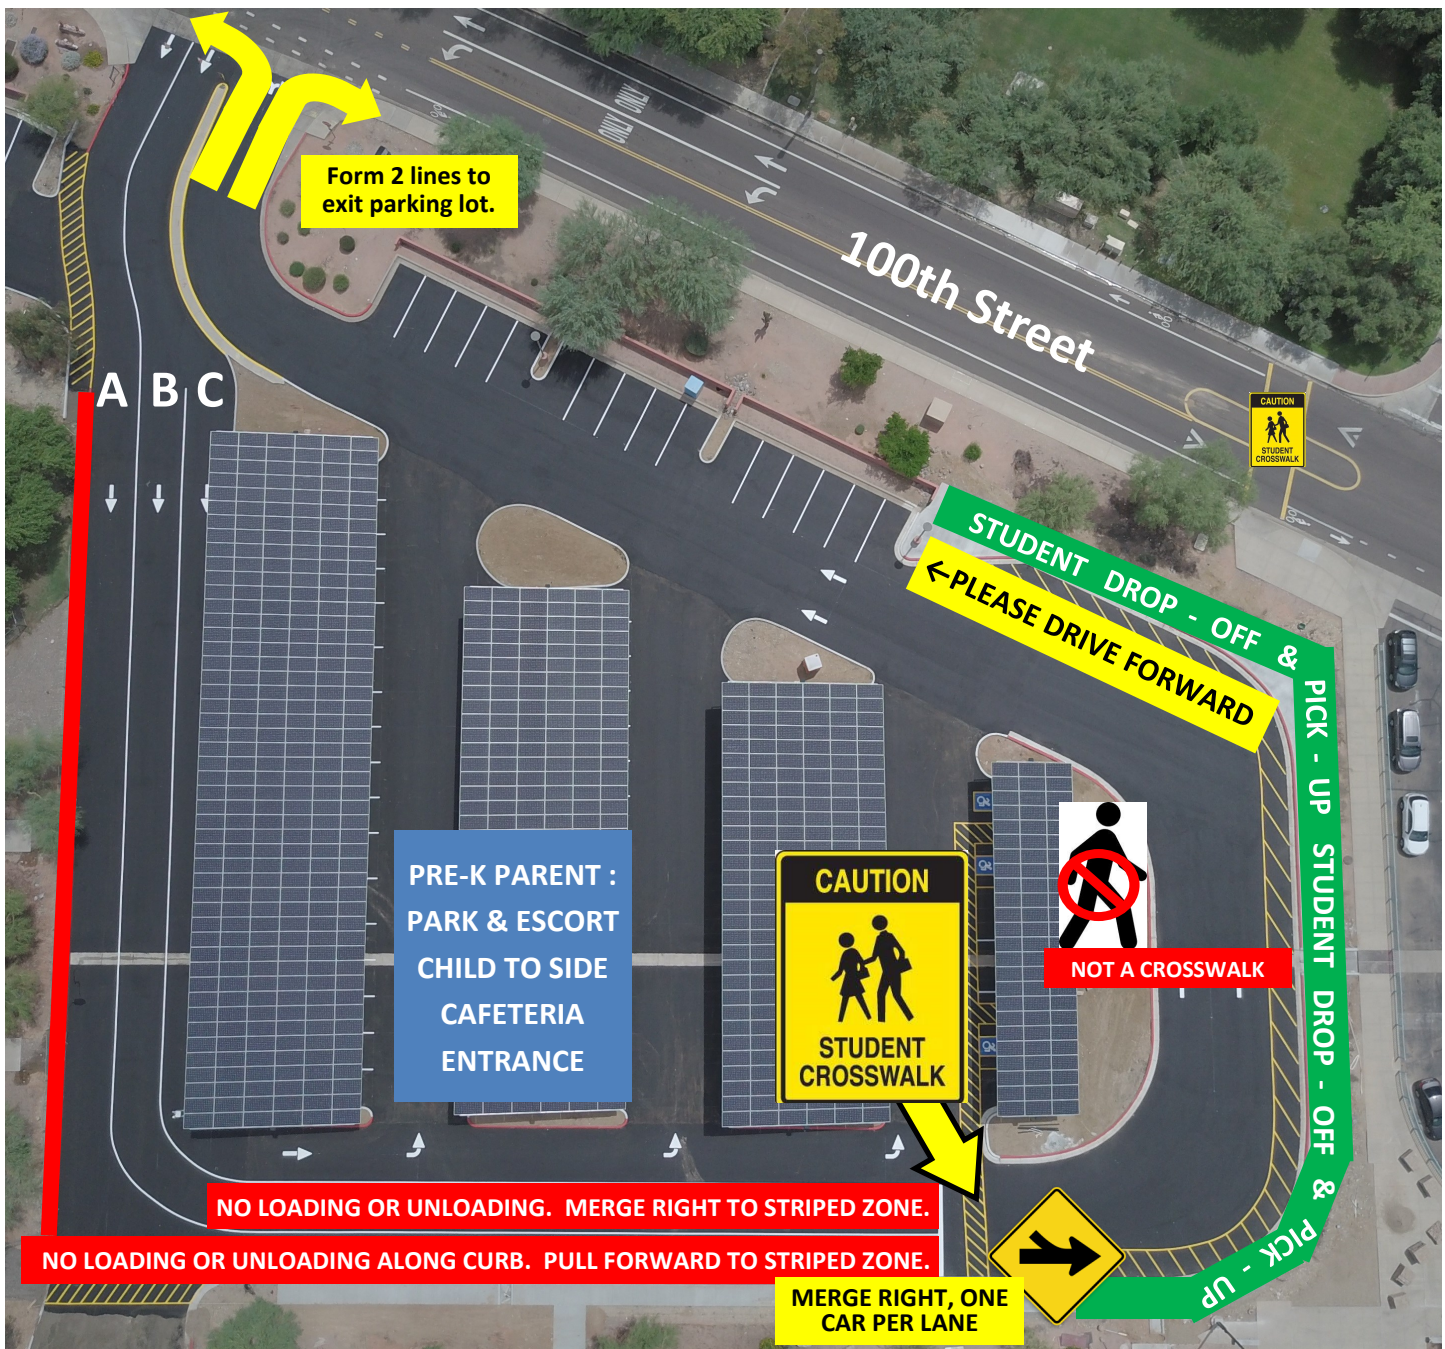 Form 2 lines to
exit parking lot.
100th Street
A B C
CAUTION
STUDENT
CROSSWALK
STUDENT DROP - OFF & PICK - UP STUDENT DROP - OFF & PICK - UP
←PLEASE DRIVE FORWARD
ONLY ONLY
PRE-K PARENT :
PARK & ESCORT
CHILD TO SIDE
CAFETERIA
ENTRANCE
CAUTION
STUDENT
CROSSWALK
NOT A CROSSWALK
NO LOADING OR UNLOADING. MERGE RIGHT TO STRIPED ZONE.
NO LOADING OR UNLOADING ALONG CURB. PULL FORWARD TO STRIPED ZONE.
MERGE RIGHT, ONE
CAR PER LANE